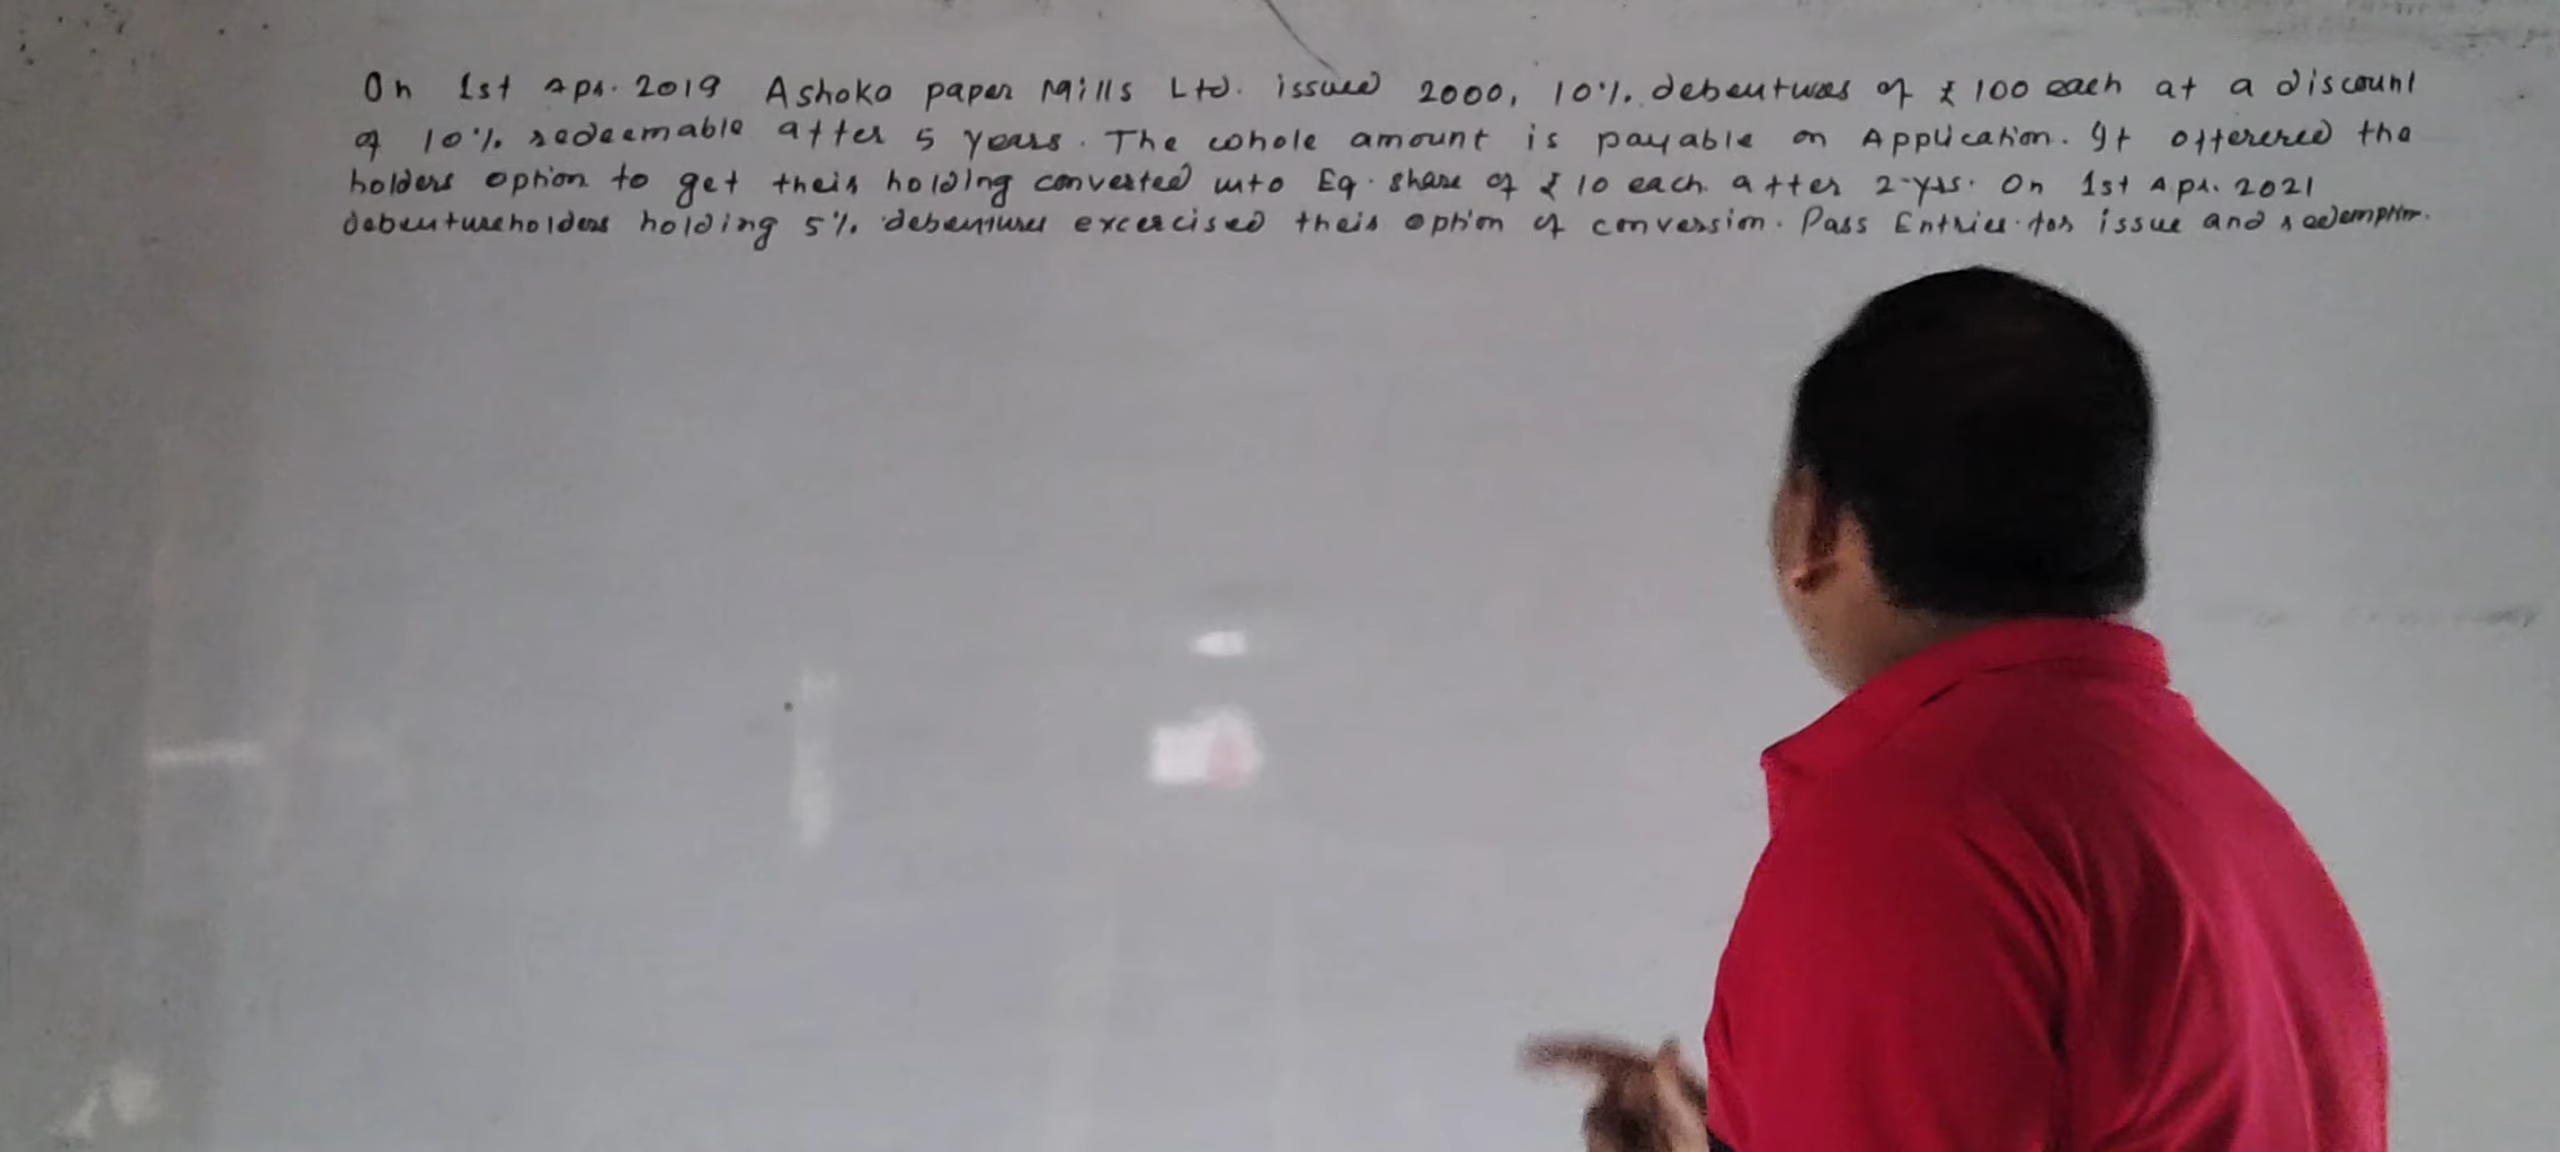 On 1st Apr. 2019 Ashoka paper Mills Ltd. issued 2000, 10%. debentures of ₹ 100 each at a discount
of 10%. redeemable after 5 years. The whole amount is payable on Application. It offerered the
holders option to get their holding converted into Eq. share of ₹ 10 each after 2-yrs. On 1st Apr. 2021
debentureholders holding 5%. debentures excercised their option of conversion. Pass Entries for issue and redemption.